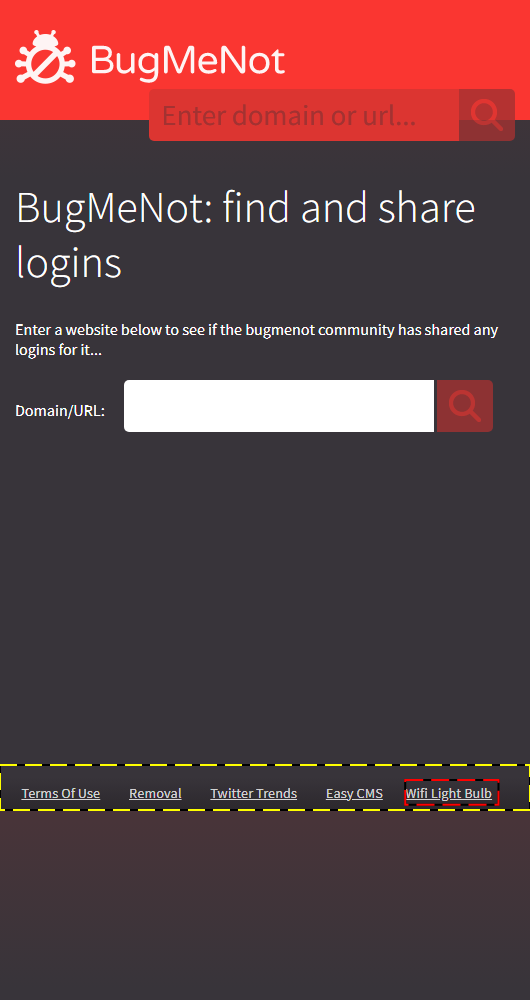 BugMeNot
Enter domain or url...
BugMeNot: find and share
logins
Enter a website below to see if the bugmenot community has shared any
logins for it...
Domain/URL:
Terms Of Use Removal Twitter Trends Easy CMS Wifi Light Bulb